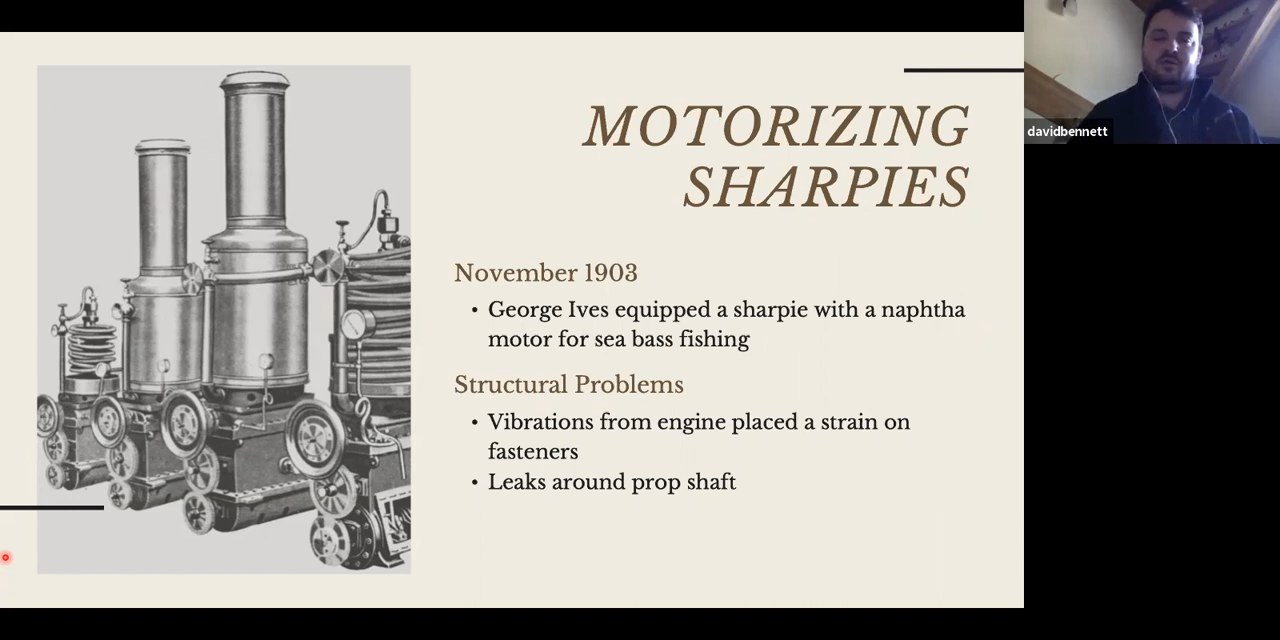 MOTORIZING
SHARPIES
November 1903
• George Ives equipped a sharpie with a naphtha
motor for sea bass fishing
Structural Problems
• Vibrations from engine placed a strain on
fasteners
• Leaks around prop shaft
davidbennett